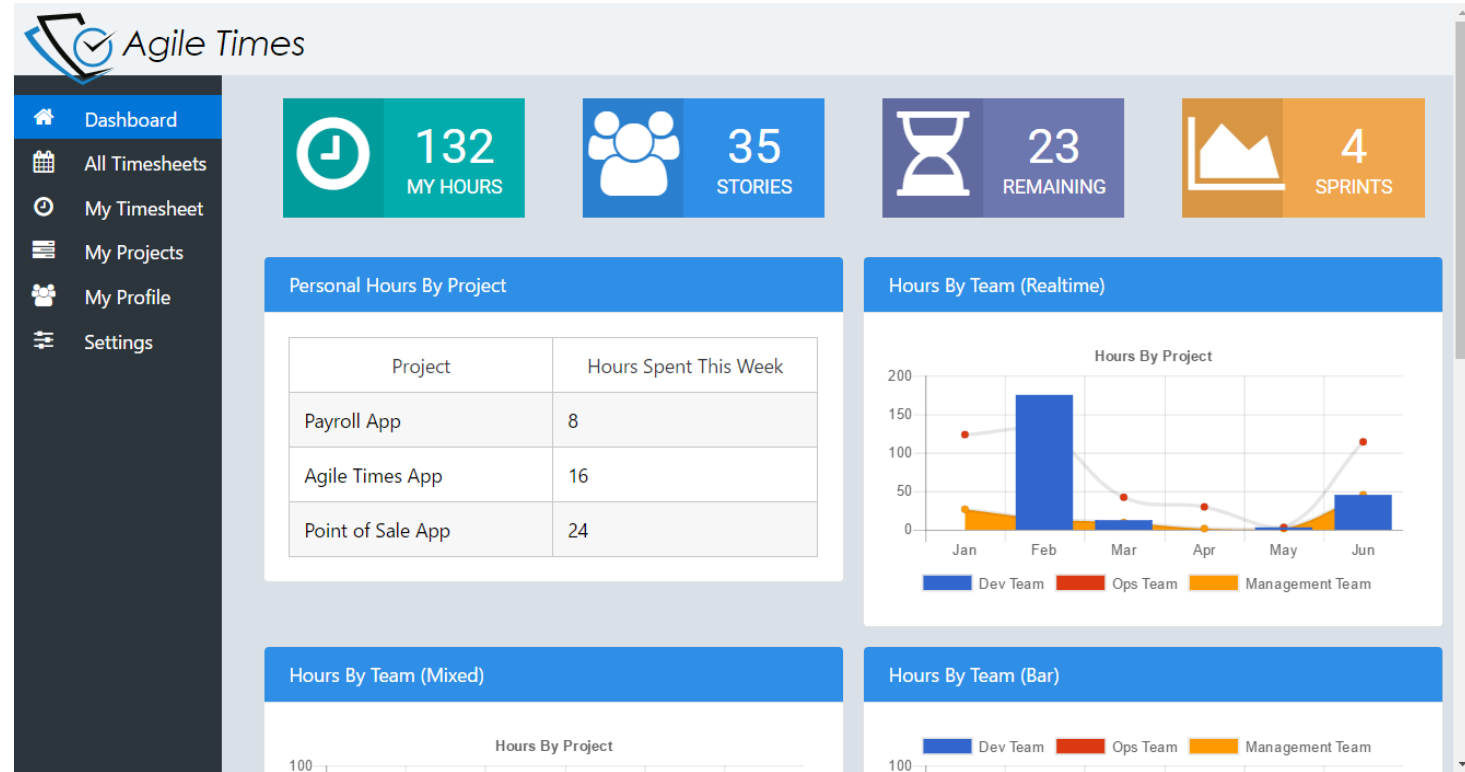 Agile Times
Dashboard
All Timesheets
My Timesheet
My Projects
My Profile
Settings
132
MY HOURS
35
STORIES
23
REMAINING
4
SPRINTS
Personal Hours By Project
Project Hours Spent This Week
Payroll App 8
Agile Times App 16
Point of Sale App 24
Hours By Team (Realtime)
Hours By Project
200
150
100
50
0
Jan Feb Mar Apr May Jun
Dev Team Ops Team Management Team
Hours By Team (Mixed)
Hours By Project
100
Hours By Team (Bar)
Dev Team Ops Team Management Team
100